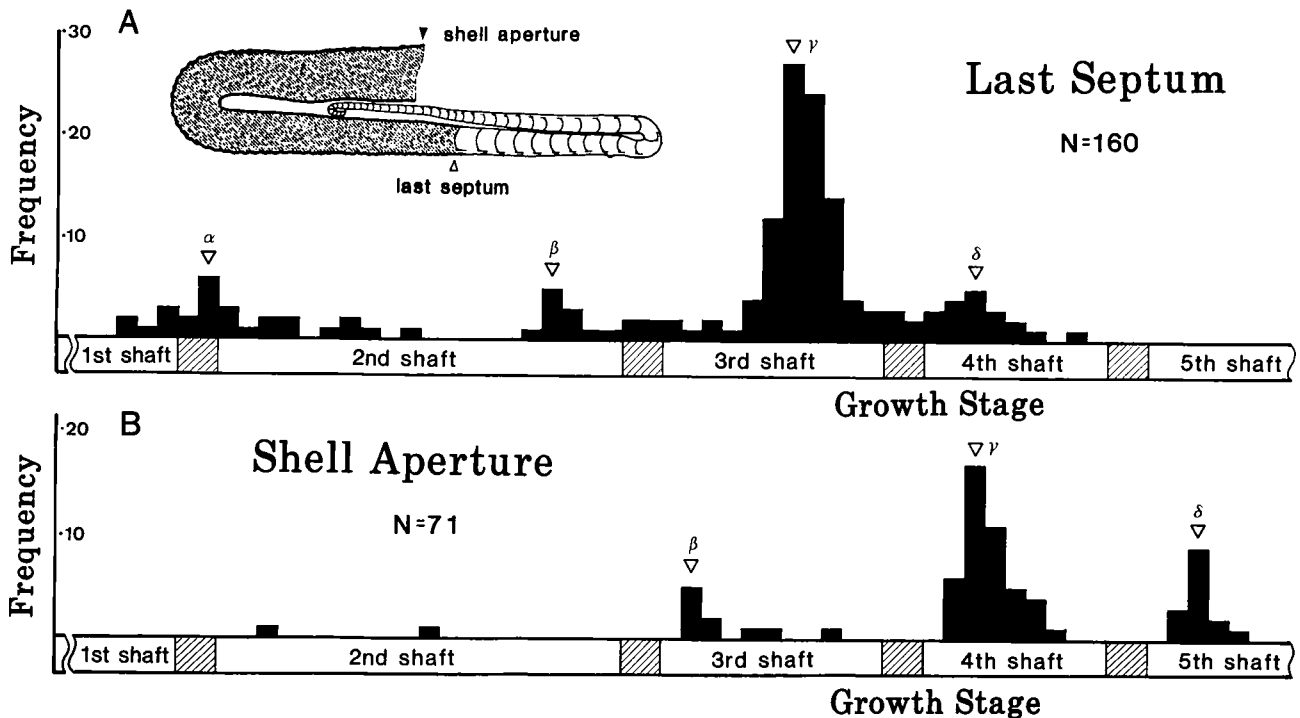 A
·30
▼ shell aperture
Last Septum
N=160
Frequency
·20
last septum
·10
α
β
γ
δ
1st shaft
2nd shaft
3rd shaft
4th shaft
5th shaft
Growth Stage
B
·20
Shell Aperture
N=71
Frequency
·10
β
γ
δ
1st shaft
2nd shaft
3rd shaft
4th shaft
5th shaft
Growth Stage